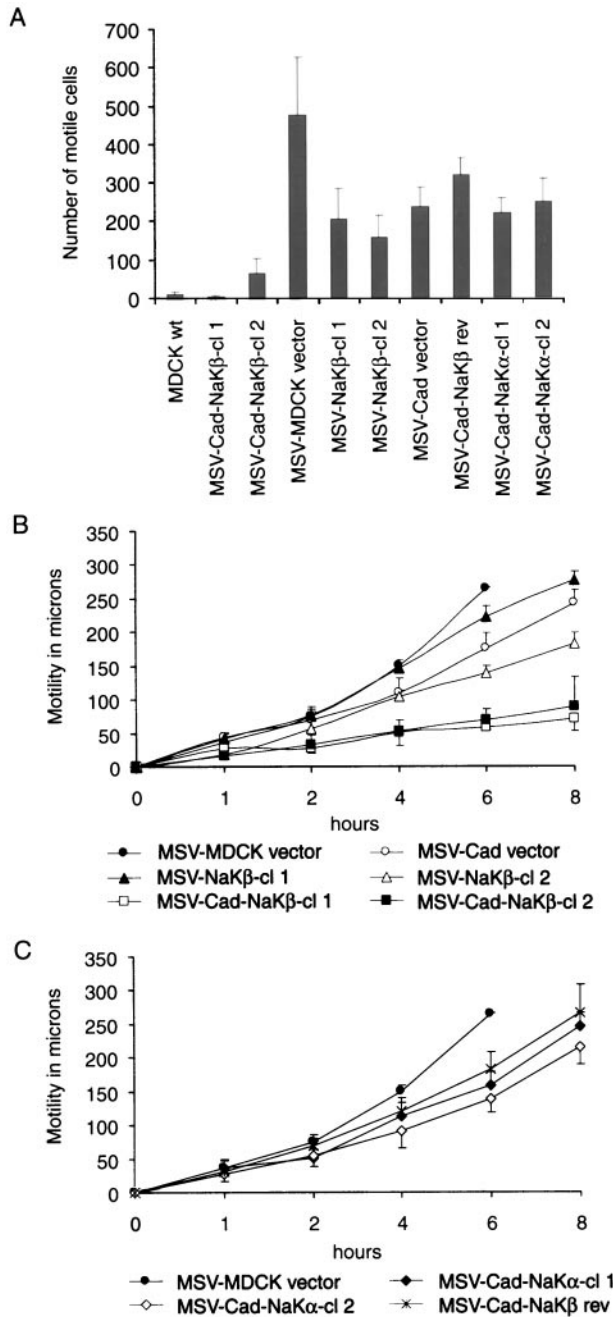 A
Number of motile cells
700
600
500
400
300
200
100
0
MDCK wt
MSV-Cad-NaKβ-cl 1
MSV-Cad-NaKβ-cl 2
MSV-MDCK vector
MSV-NaKβ-cl 1
MSV-NaKβ-cl 2
MSV-Cad vector
MSV-Cad-NaKβ rev
MSV-Cad-NaKα-cl 1
MSV-Cad-NaKα-cl 2
B
Motility in microns
350
300
250
200
150
100
50
0
0 1 2 4 6 8
hours
MSV-MDCK vector MSV-Cad vector
MSV-NaKβ-cl 1 MSV-NaKβ-cl 2
MSV-Cad-NaKβ-cl 1 MSV-Cad-NaKβ-cl 2
C
Motility in microns
350
300
250
200
150
100
50
0
0 1 2 4 6 8
hours
MSV-MDCK vector MSV-Cad-NaKα-cl 1
MSV-Cad-NaKα-cl 2 MSV-Cad-NaKβ rev